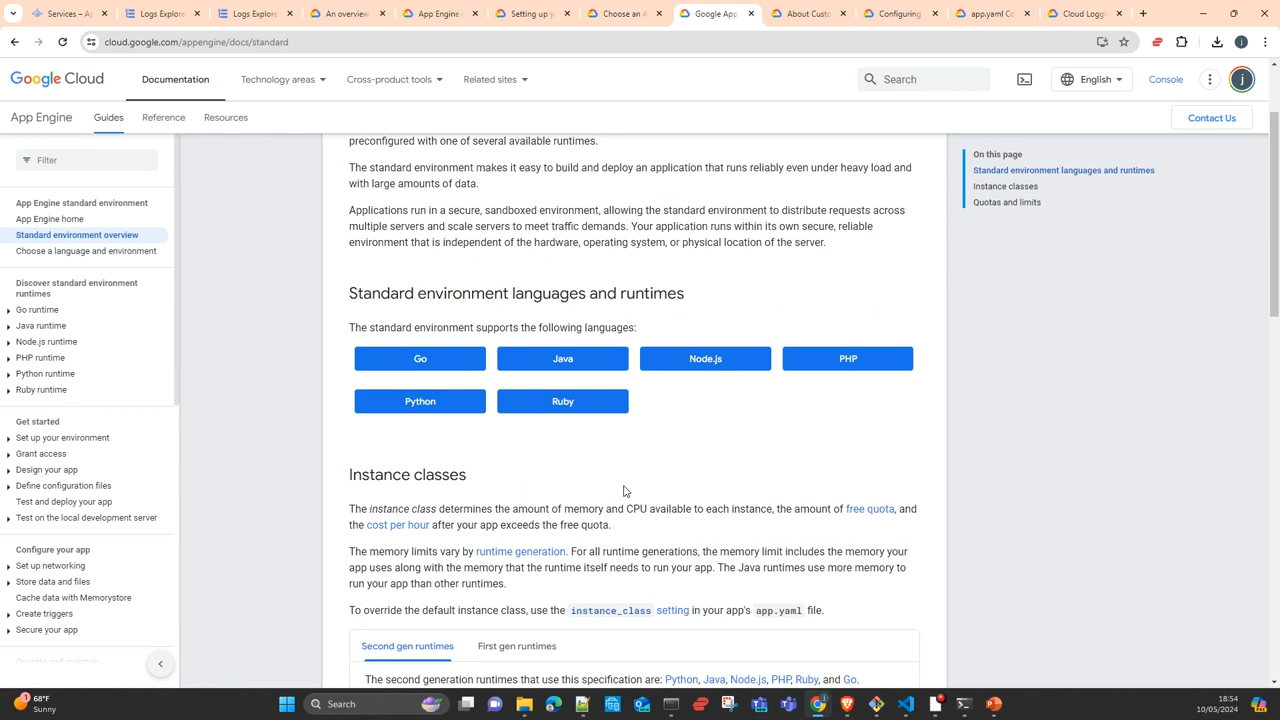 Services – Ap
Logs Explore
Logs Explore
An overview
App Engine
Setting up yo
Choose an A
Google App
About Custo
Configuring
app.yaml Co
Cloud Loggi
cloud.google.com/appengine/docs/standard
j
Google Cloud
Documentation
Technology areas
Cross-product tools
Related sites
Search
English
Console
j
App Engine
Guides
Reference
Resources
Contact Us
Filter
App Engine standard environment
App Engine home
Standard environment overview
Choose a language and environment
Discover standard environment
runtimes
Go runtime
Java runtime
Node.js runtime
PHP runtime
Python runtime
Ruby runtime
Get started
Set up your environment
Grant access
Design your app
Define configuration files
Test and deploy your app
Test on the local development server
Configure your app
Set up networking
Store data and files
Cache data with Memorystore
Create triggers
Secure your app
Operate and maintain
preconfigured with one of several available runtimes.
The standard environment makes it easy to build and deploy an application that runs reliably even under heavy load and
with large amounts of data.
Applications run in a secure, sandboxed environment, allowing the standard environment to distribute requests across
multiple servers and scale servers to meet traffic demands. Your application runs within its own secure, reliable
environment that is independent of the hardware, operating system, or physical location of the server.
Standard environment languages and runtimes
The standard environment supports the following languages:
Go
Java
Node.js
PHP
Python
Ruby
Instance classes
The instance class determines the amount of memory and CPU available to each instance, the amount of free quota, and
the cost per hour after your app exceeds the free quota.
The memory limits vary by runtime generation. For all runtime generations, the memory limit includes the memory your
app uses along with the memory that the runtime itself needs to run your app. The Java runtimes use more memory to
run your app than other runtimes.
To override the default instance class, use the instance_class setting in your app's app.yaml file.
Second gen runtimes
First gen runtimes
The second generation runtimes that use this specification are: Python, Java, Node.js, PHP, Ruby, and Go.
On this page
Standard environment languages and runtimes
Instance classes
Quotas and limits
1
68°F
Sunny
Search
18:54
10/05/2024